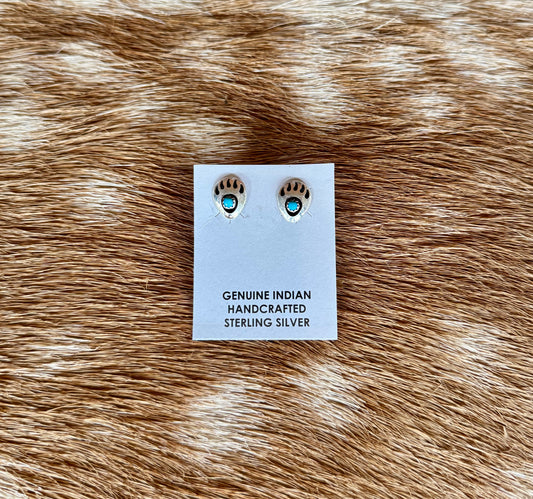 GENUINE INDIAN
HANDCRAFTED
STERLING SILVER